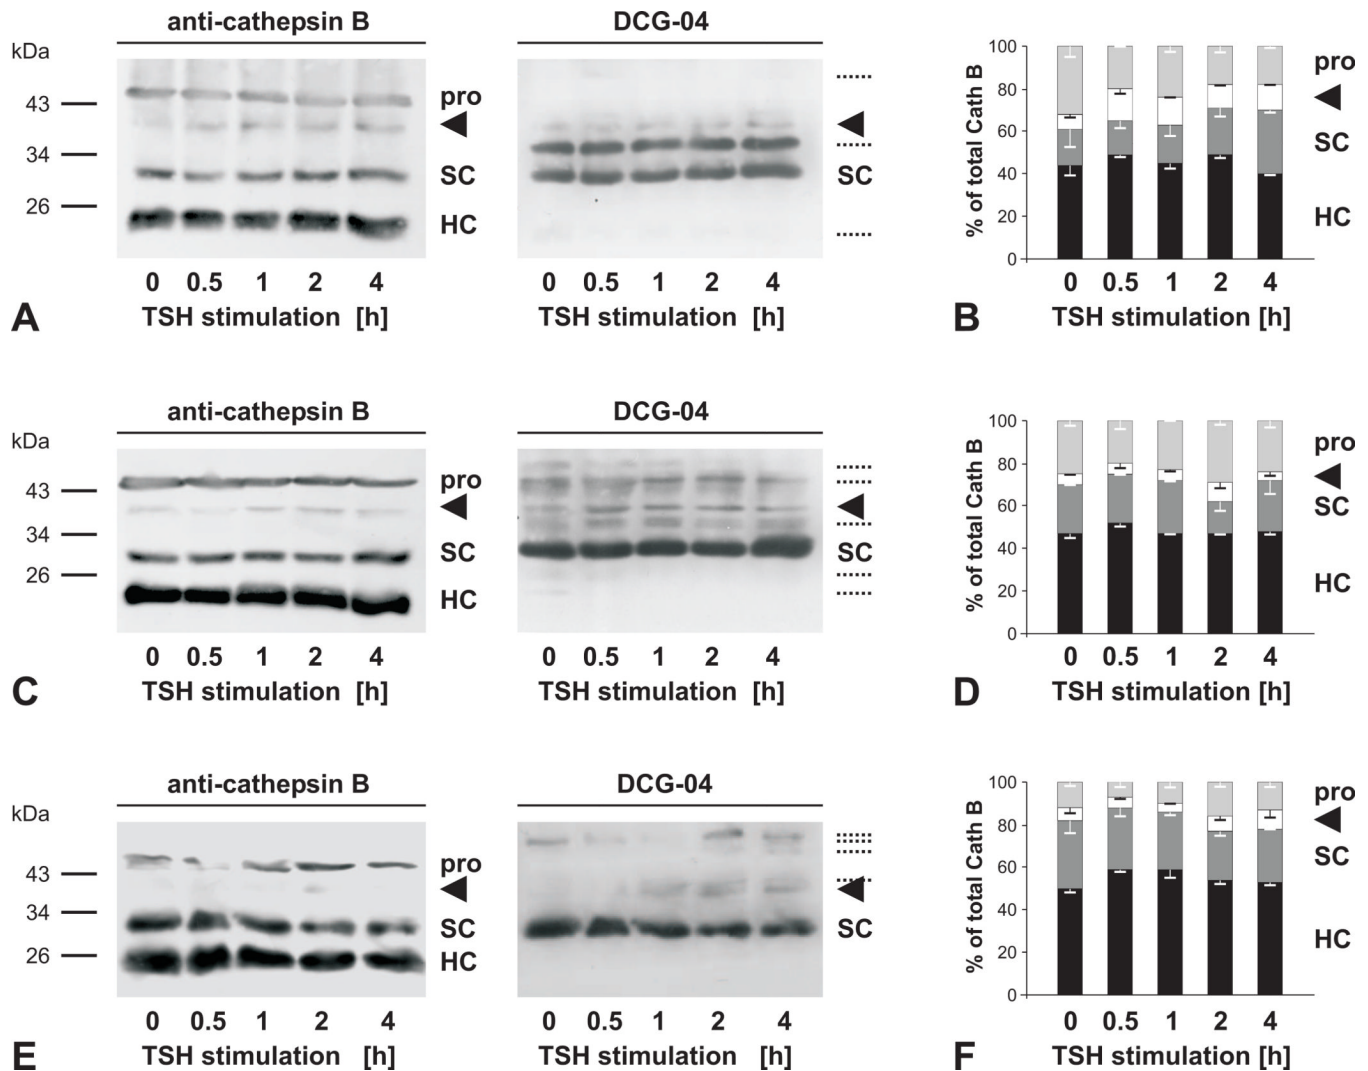 anti-cathepsin B
DCG-04
kDa
43
34
26
pro
SC
HC
SC
0 0.5 1 2 4
TSH stimulation [h]
0 0.5 1 2 4
TSH stimulation [h]
A
% of total Cath B
100
80
60
40
20
0
pro
SC
HC
0 0.5 1 2 4
TSH stimulation [h]
B
anti-cathepsin B
DCG-04
kDa
43
34
26
pro
SC
HC
SC
0 0.5 1 2 4
TSH stimulation [h]
0 0.5 1 2 4
TSH stimulation [h]
C
% of total Cath B
100
80
60
40
20
0
pro
SC
HC
0 0.5 1 2 4
TSH stimulation [h]
D
anti-cathepsin B
DCG-04
kDa
43
34
26
pro
SC
HC
SC
0 0.5 1 2 4
TSH stimulation [h]
0 0.5 1 2 4
TSH stimulation [h]
E
% of total Cath B
100
80
60
40
20
0
pro
SC
HC
0 0.5 1 2 4
TSH stimulation [h]
F